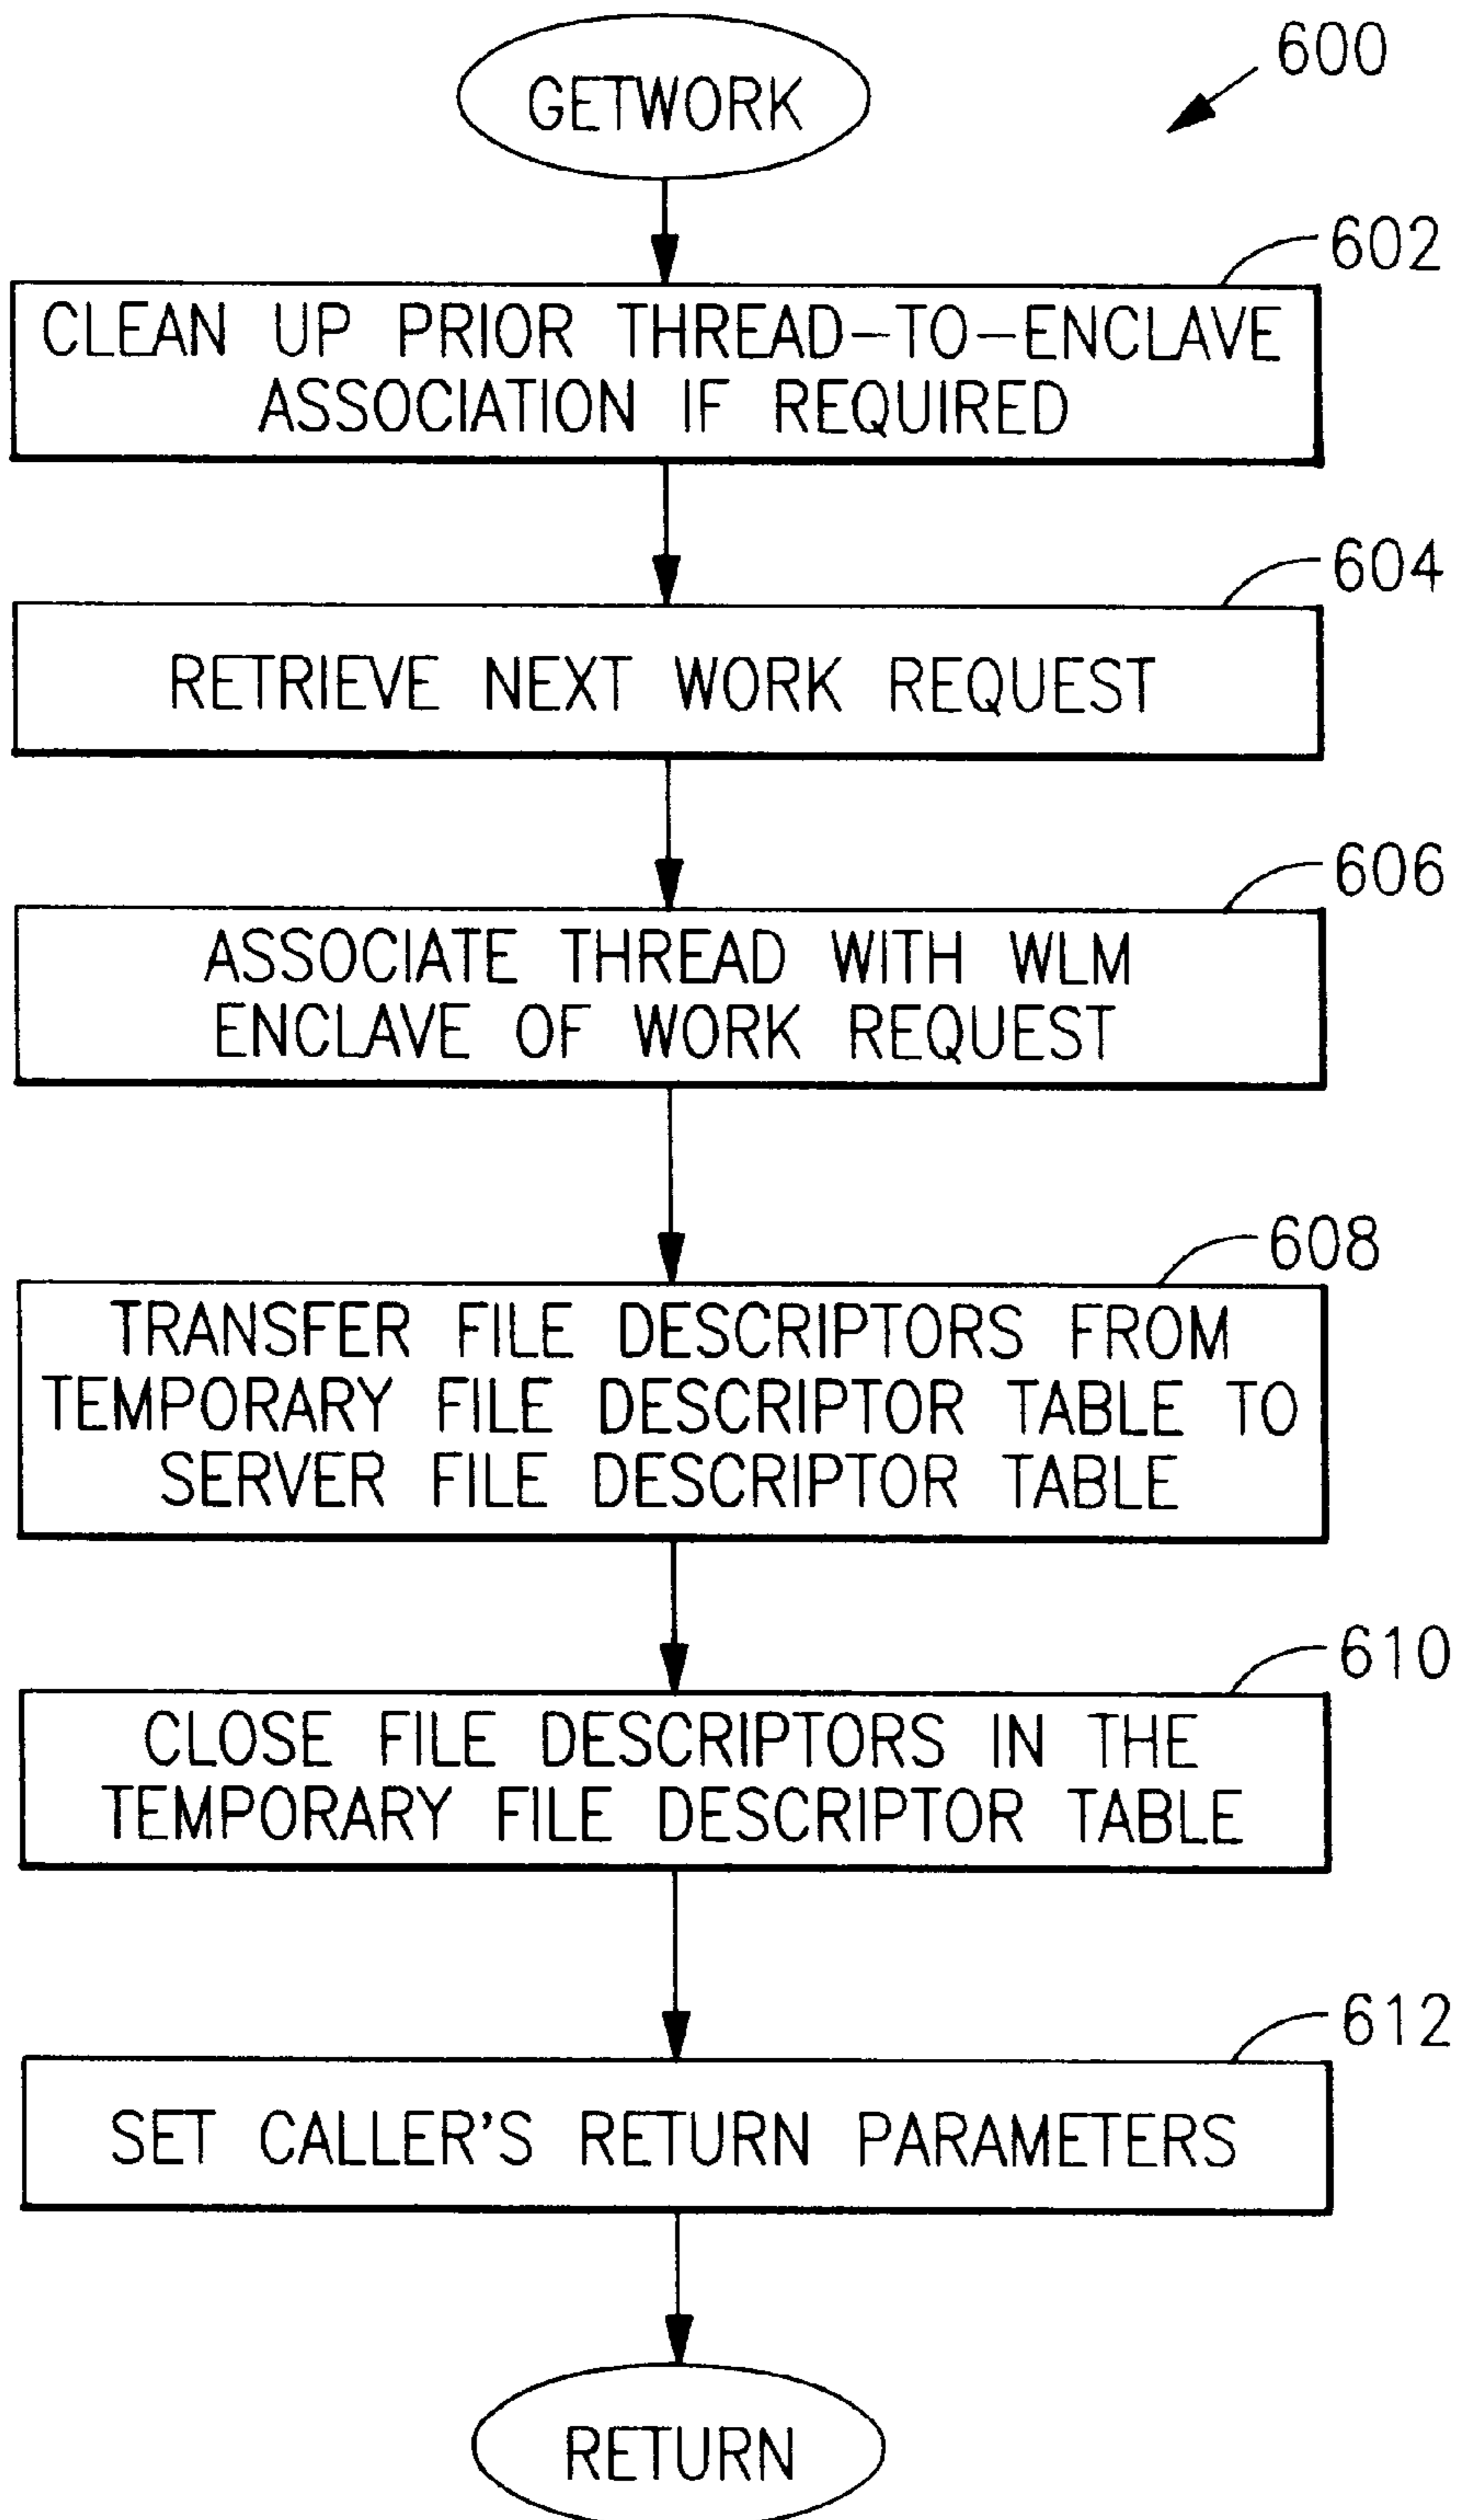 GETWORK
600
602
CLEAN UP PRIOR THREAD-TO-ENCLAVE
ASSOCIATION IF REQUIRED
604
RETRIEVE NEXT WORK REQUEST
606
ASSOCIATE THREAD WITH WLM
ENCLAVE OF WORK REQUEST
608
TRANSFER FILE DESCRIPTORS FROM
TEMPORARY FILE DESCRIPTOR TABLE TO
SERVER FILE DESCRIPTOR TABLE
610
CLOSE FILE DESCRIPTORS IN THE
TEMPORARY FILE DESCRIPTOR TABLE
612
SET CALLER'S RETURN PARAMETERS
RETURN